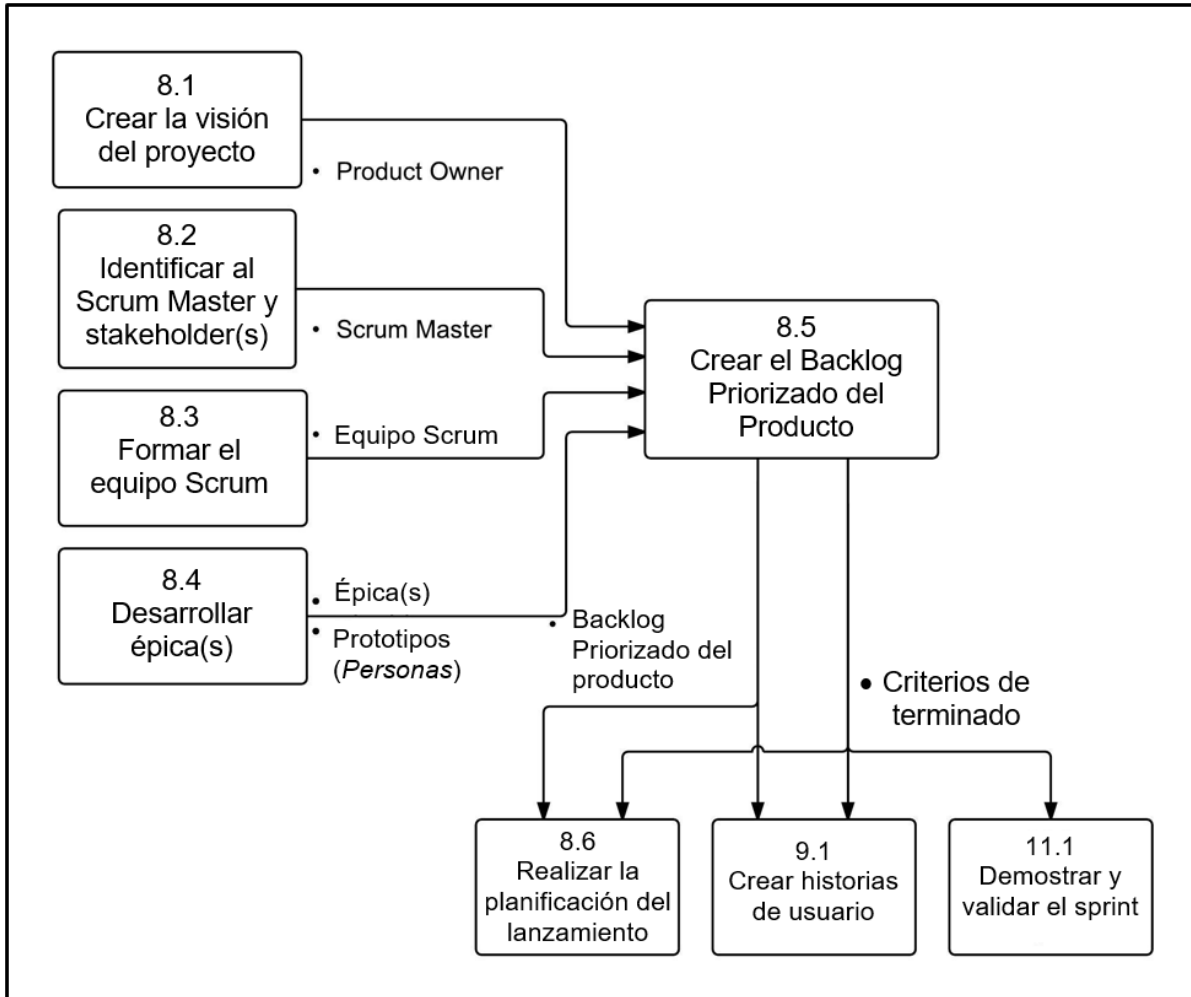 8.1
Crear la visión
del proyecto
• Product Owner
8.2
Identificar al
Scrum Master y
stakeholder(s)
• Scrum Master
8.3
Formar el
equipo Scrum
• Equipo Scrum
8.4
Desarrollar
épica(s)
• Épica(s)
• Prototipos
(Personas)
8.5
Crear el Backlog
Priorizado del
Producto
• Backlog
Priorizado del
producto
• Criterios de
terminado
8.6
Realizar la
planificación del
lanzamiento
9.1
Crear historias
de usuario
11.1
Demostrar y
validar el sprint